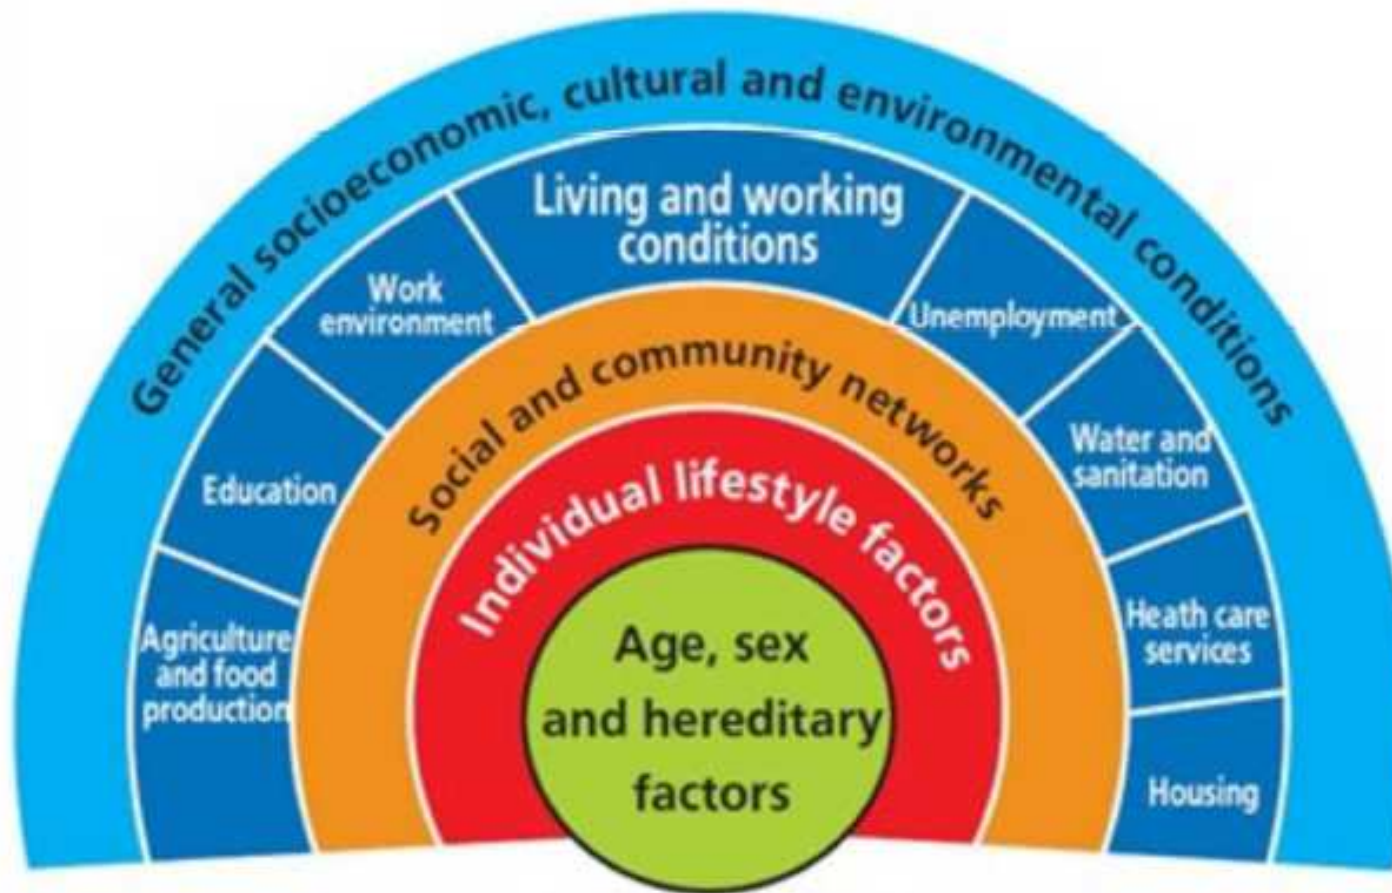 General socioeconomic, cultural and environmental conditions
Living and working
conditions
Work
environment
Unemployment
Education
Water and
sanitation
Agriculture
and food
production
Heath care
services
Housing
Social and community networks
Individual lifestyle factors
Age, sex
and hereditary
factors